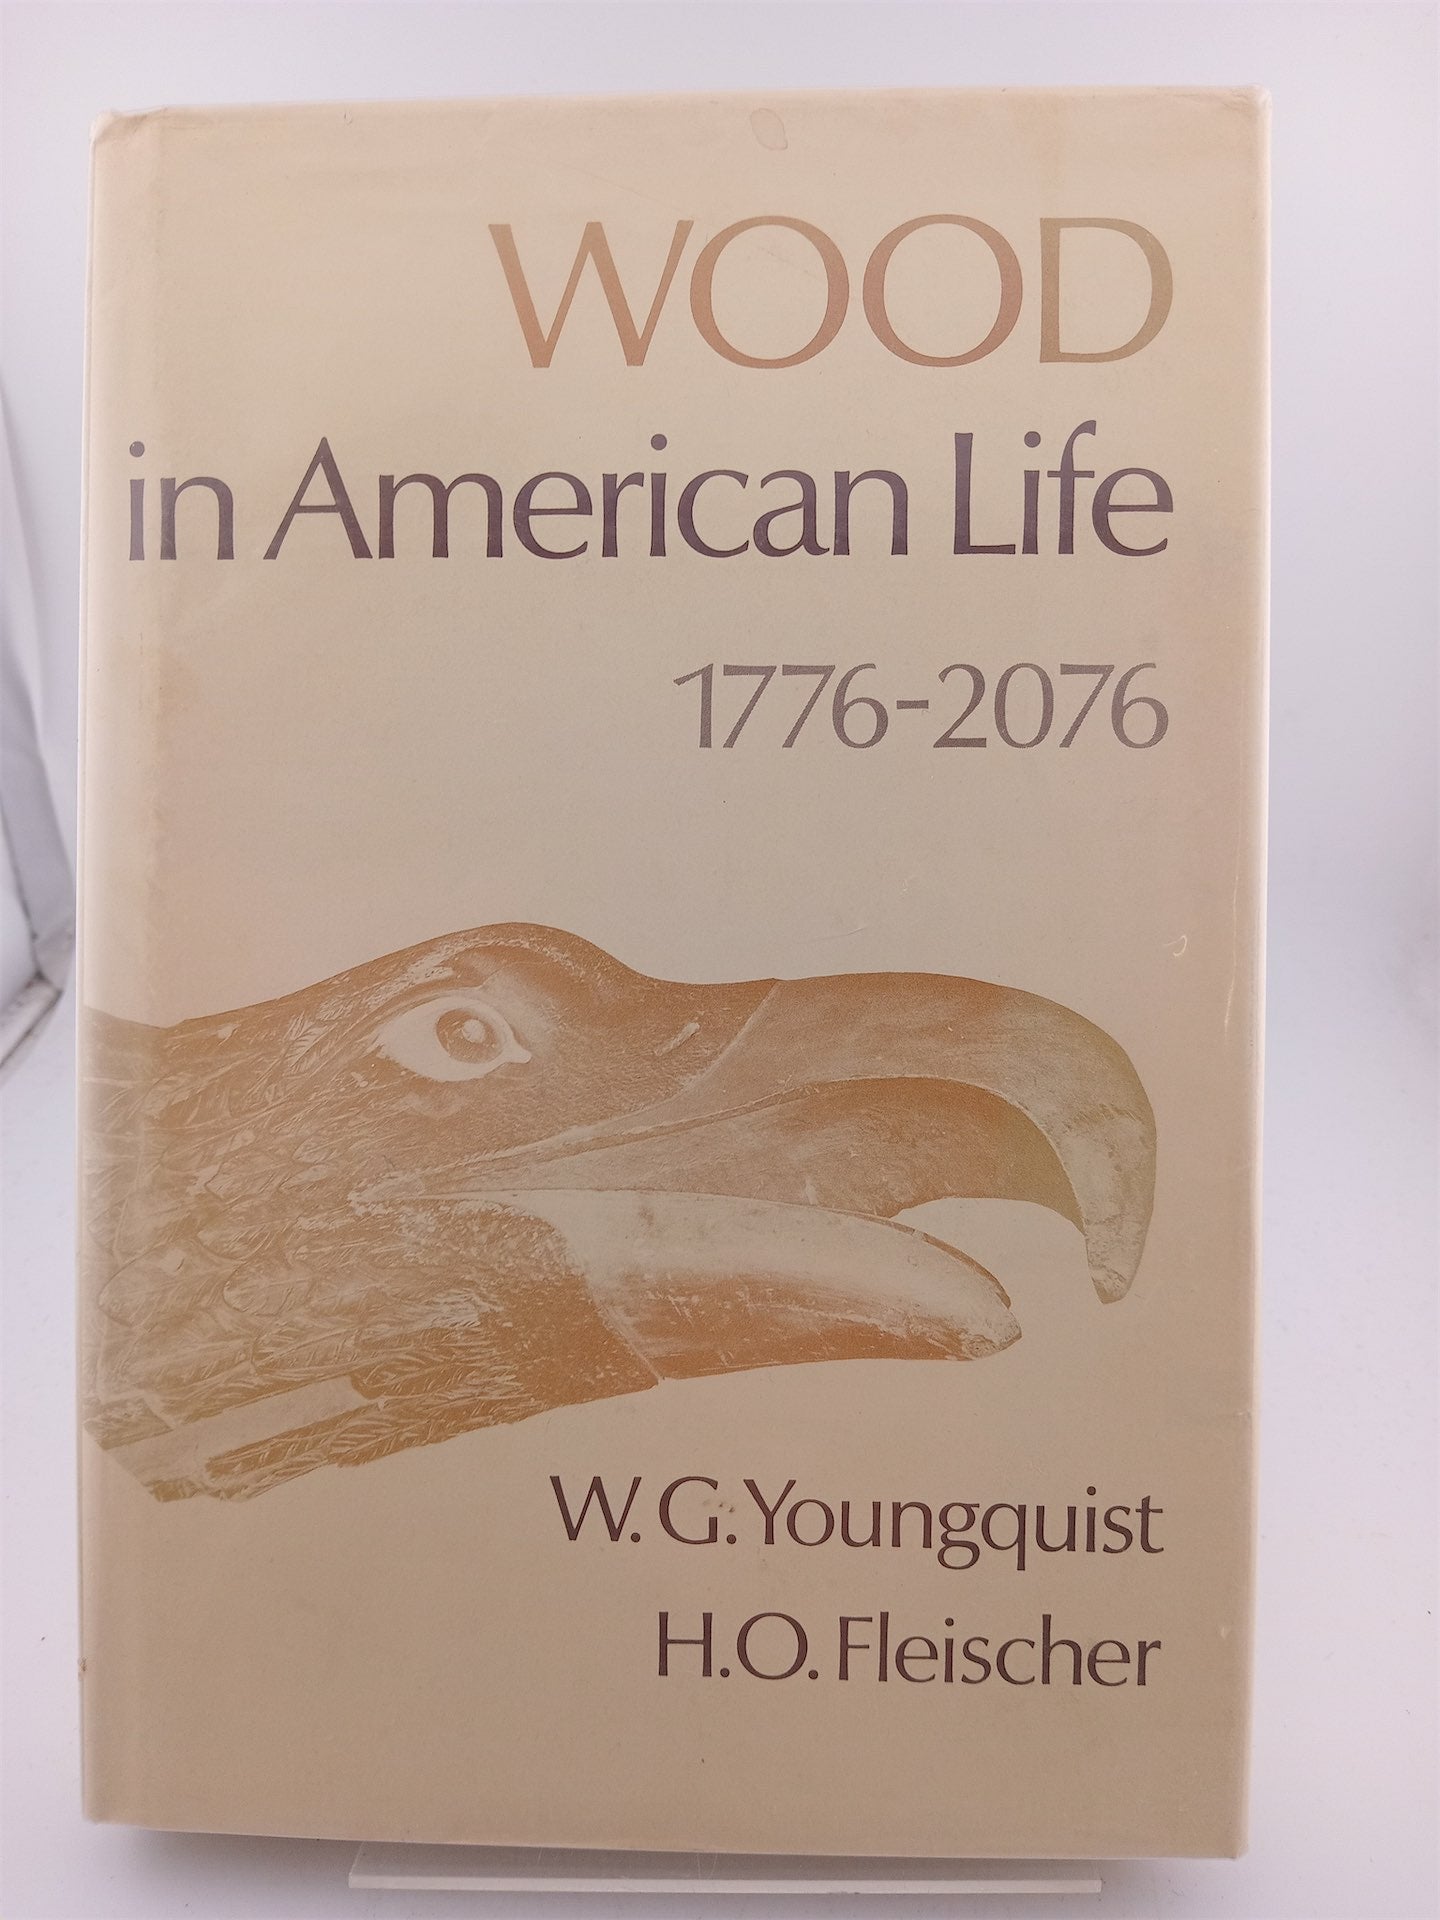 WOOD
in American Life
1776-2076
W. G. Youngquist
H. O. Fleischer